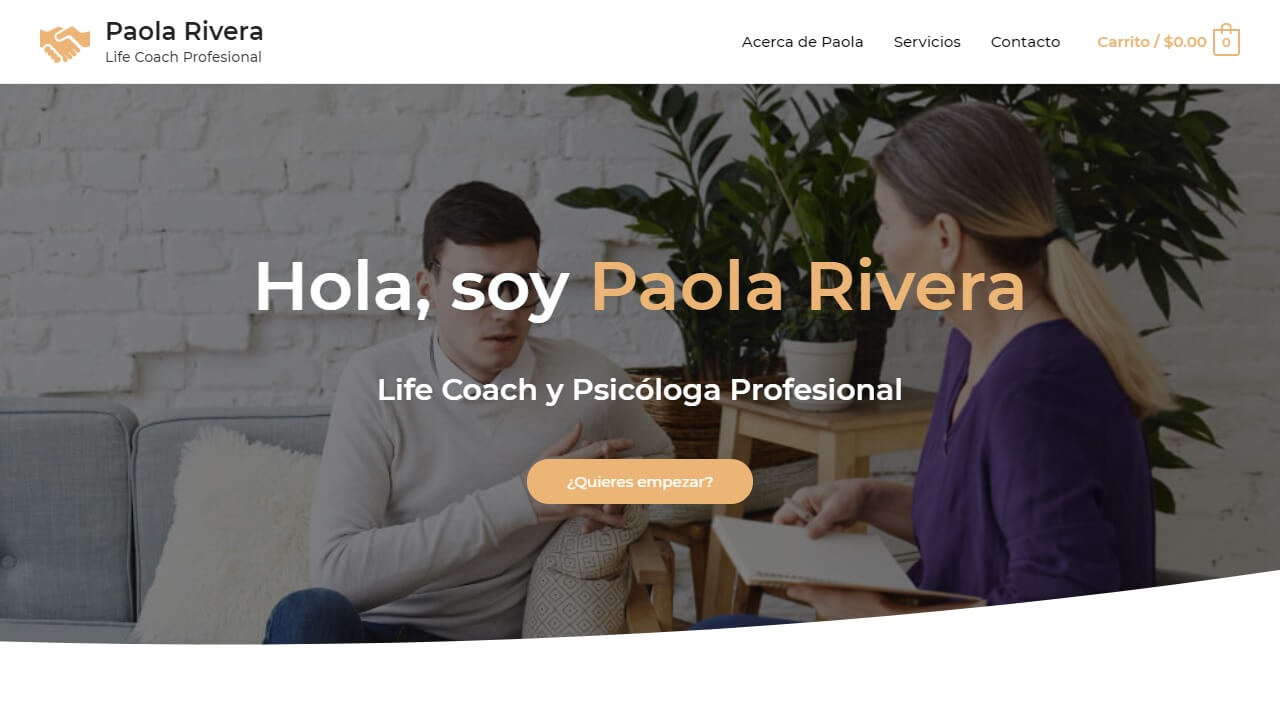 Paola Rivera
Life Coach Profesional
Acerca de Paola
Servicios
Contacto
Carrito / $0.00
0
Hola, soy Paola Rivera
Life Coach y Psicóloga Profesional
¿Quieres empezar?